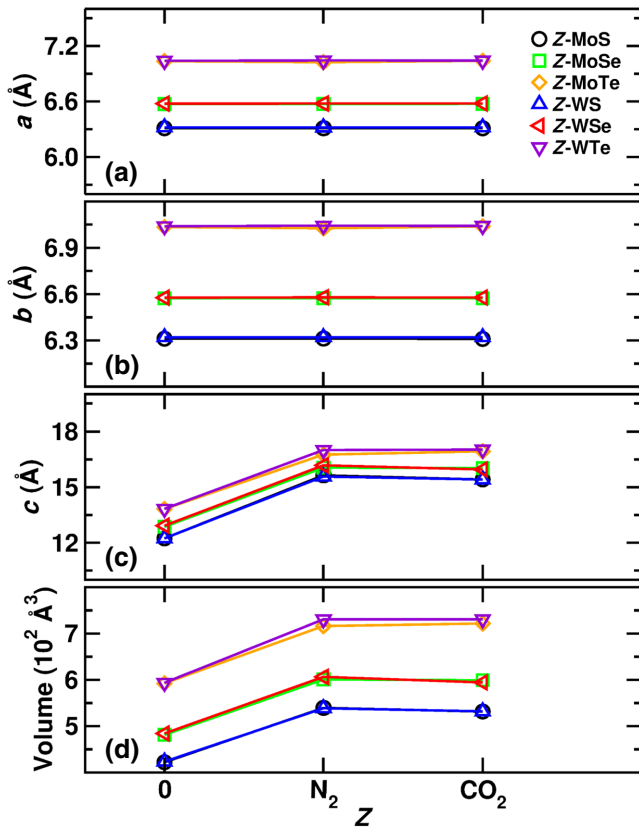 7.2
6.6
6.0
a (Å)
(a)
Z-MoS
Z-MoSe
Z-MoTe
Z-WS
Z-WSe
Z-WTe
6.9
6.6
6.3
b (Å)
(b)
18
15
12
c (Å)
(c)
7
6
5
Volume (10² Å³)
(d)
0 N₂ CO₂
Z